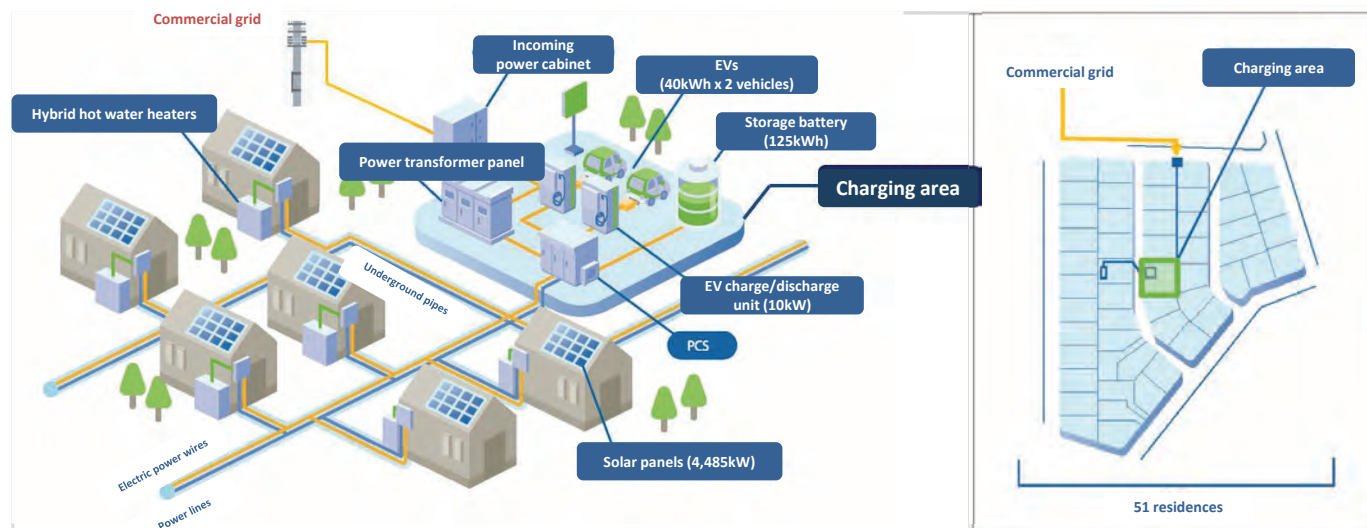 Commercial grid
Incoming
power cabinet
EVs
(40kWh x 2 vehicles)
Storage battery
(125kWh)
Hybrid hot water heaters
Power transformer panel
Charging area
Underground pipes
EV charge/discharge
unit (10kW)
PCS
Solar panels (4,485kW)
Electric power wires
Power lines
Commercial grid
Charging area
51 residences